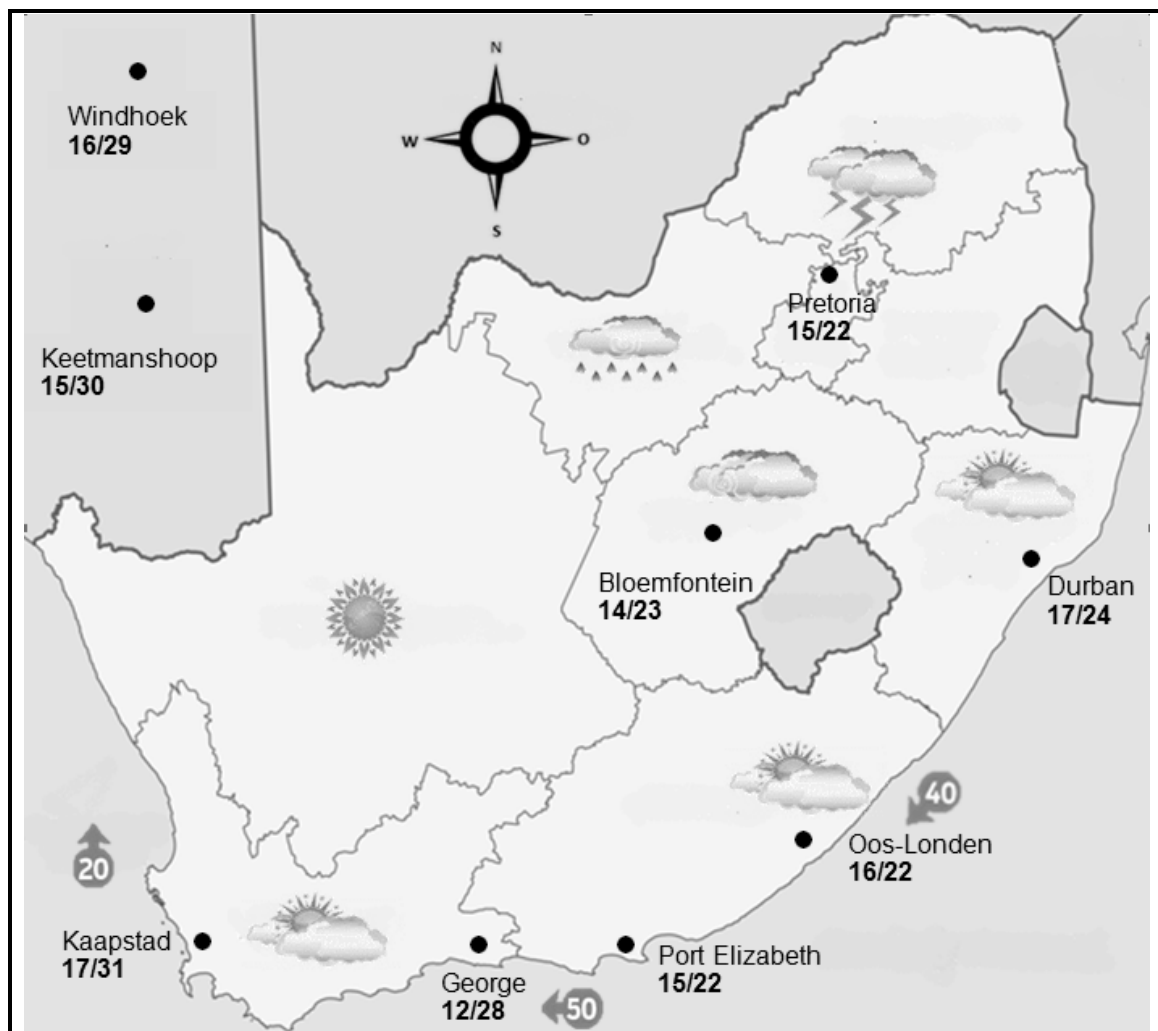 N
W
O
S
Windhoek
16/29
Keetmanshoop
15/30
Pretoria
15/22
Bloemfontein
14/23
Durban
17/24
40
Oos-Londen
16/22
20
Kaapstad
17/31
George
12/28
50
Port Elizabeth
15/22